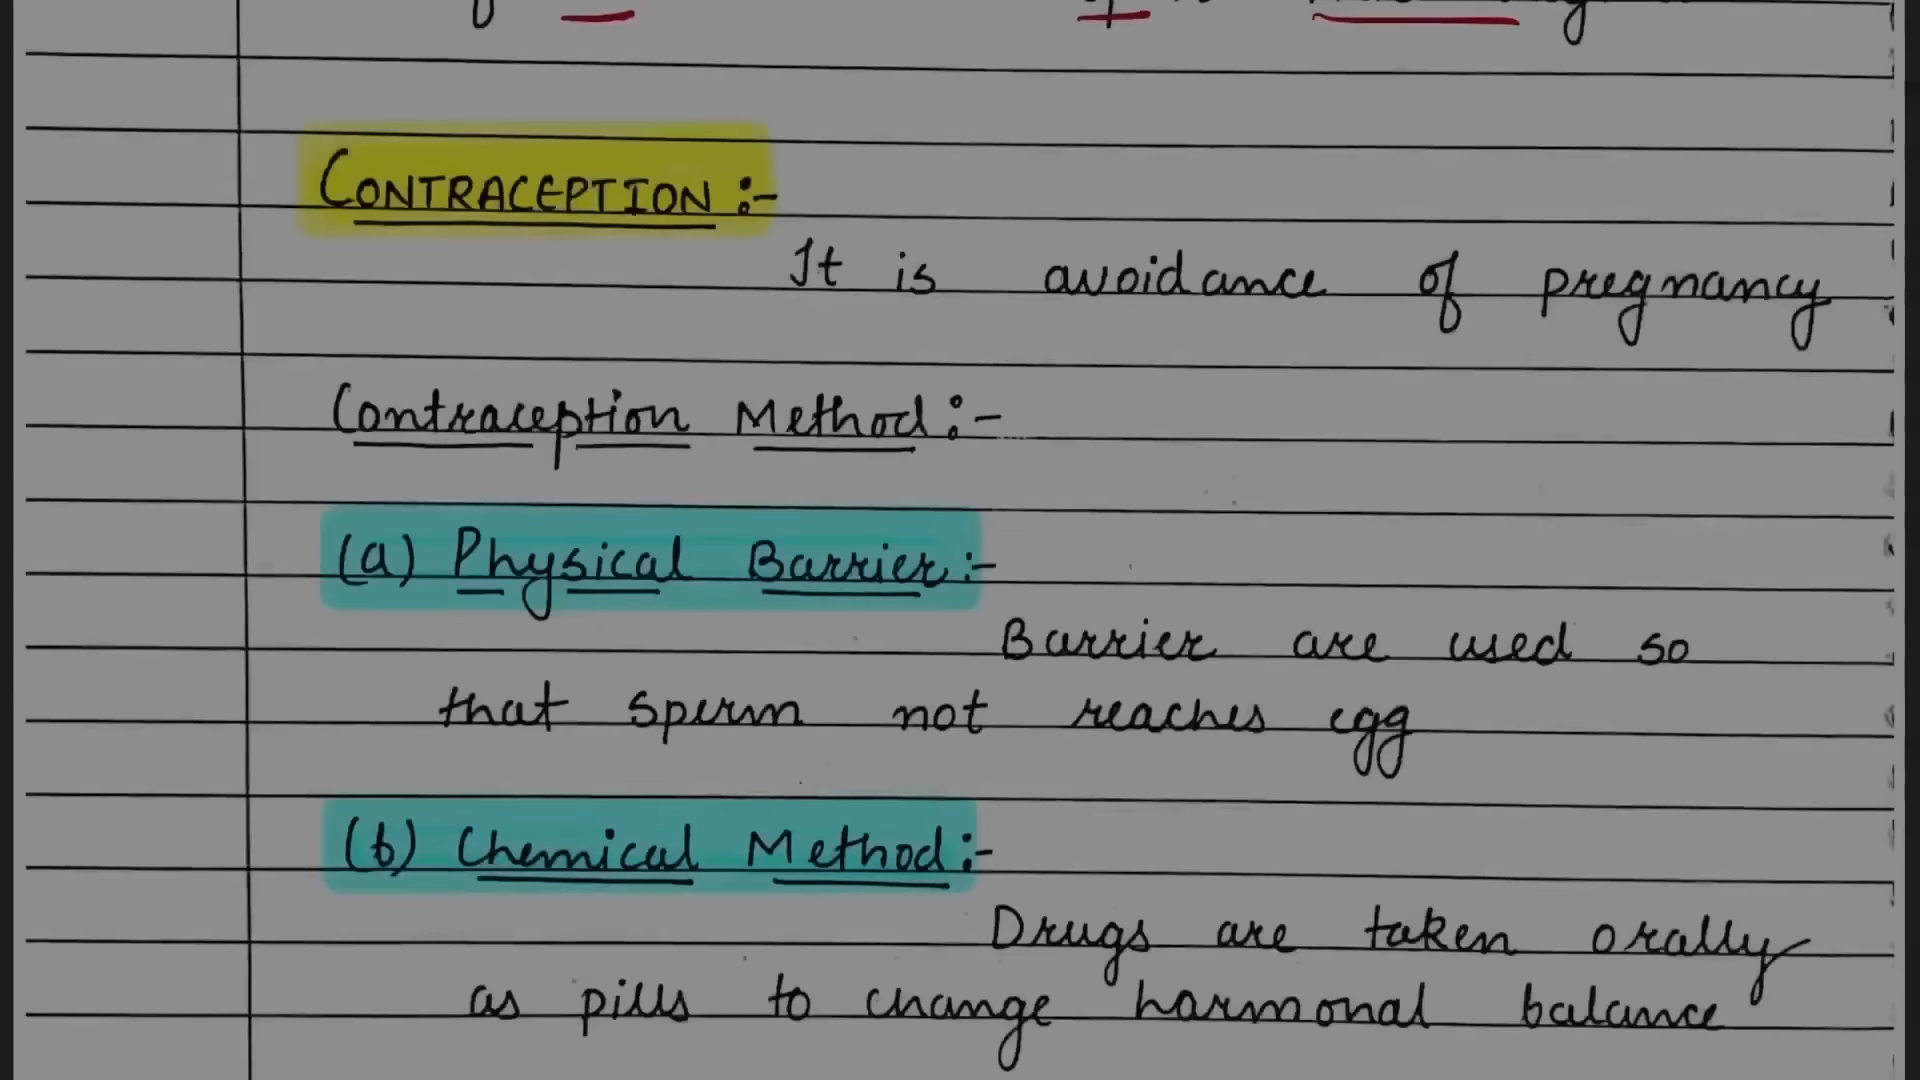 CONTRACEPTION :-
It is avoidance of pregnancy
Contraception Method :-
(a) Physical Barrier :-
Barrier are used so
that sperm not reaches egg
(b) Chemical Method :-
Drugs are taken orally
as pills to change harmonal balance